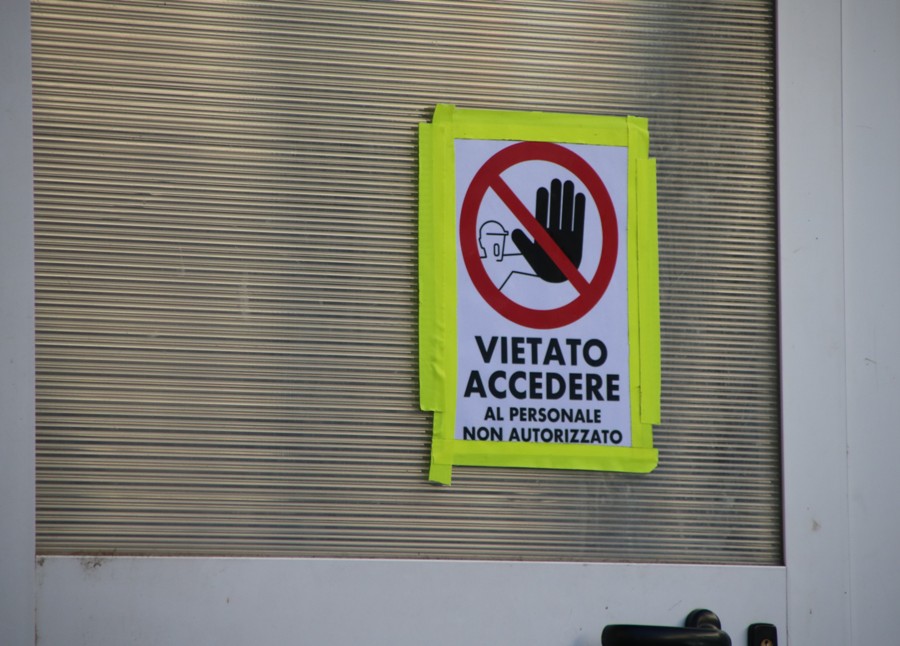 VIETATO
ACCEDERE
AL PERSONALE
NON AUTORIZZATO